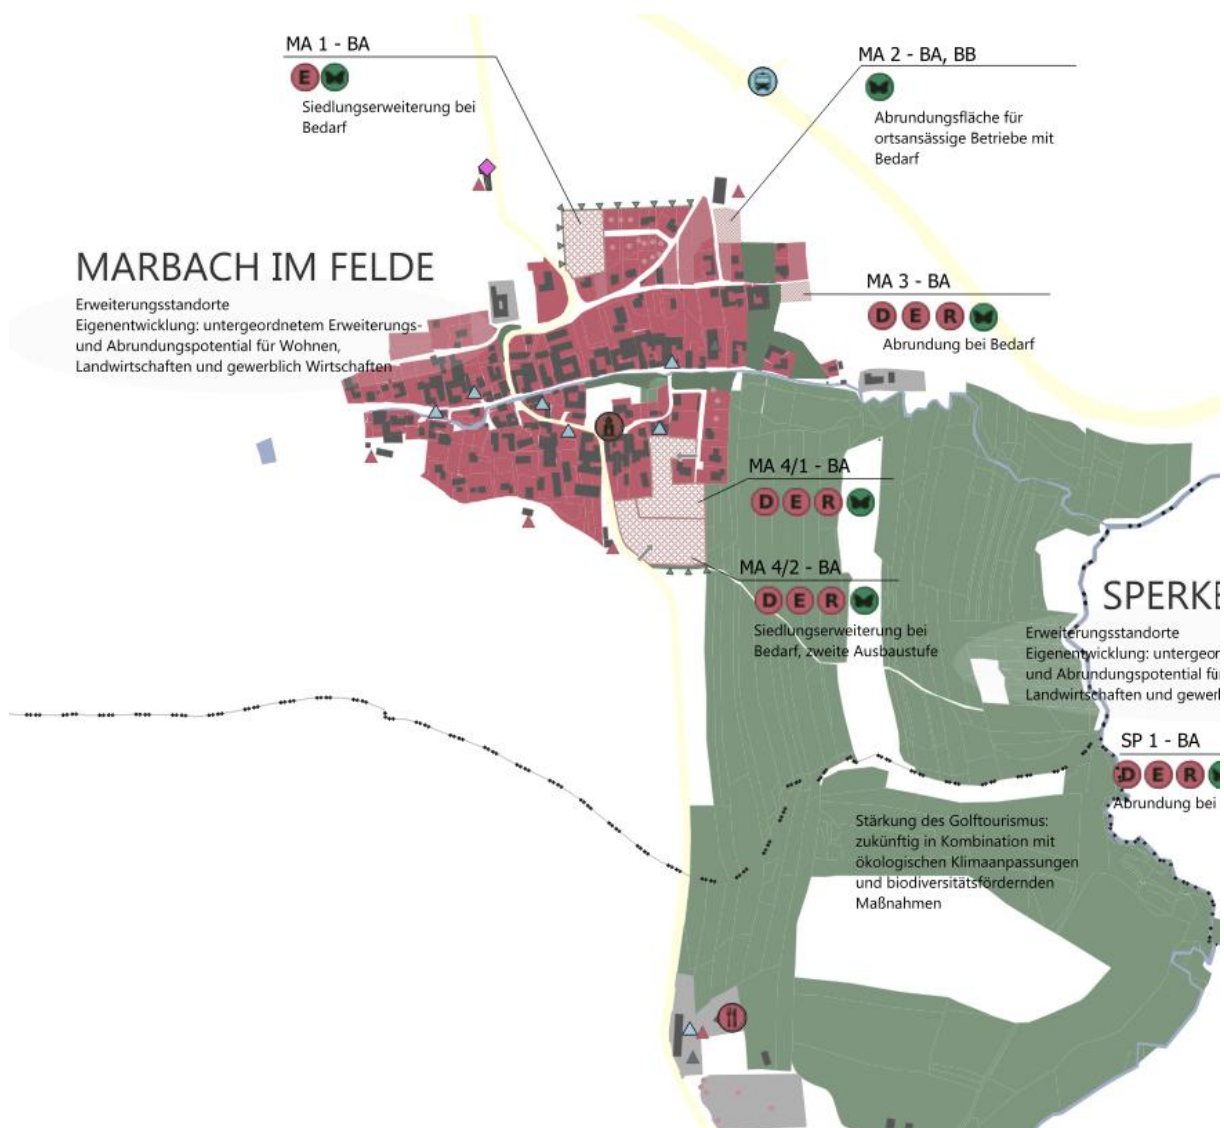 MA 1 - BA
E
Siedlungserweiterung bei
Bedarf
MA 2 - BA, BB
Abrundungsfläche für
ortsansässige Betriebe mit
Bedarf
MARBACH IM FELDE
Erweiterungsstandorte
Eigenentwicklung: untergeordnetem Erweiterungs-
und Abrundungspotential für Wohnen,
Landwirtschaften und gewerblich Wirtschaften
MA 3 - BA
D E R
Abrundung bei Bedarf
MA 4/1 - BA
D E R
MA 4/2 - BA
D E R
Siedlungserweiterung bei
Bedarf, zweite Ausbaustufe
SPERKE
Erweiterungsstandorte
Eigenentwicklung: untergeor
und Abrundungspotential fü
Landwirtschaften und gewerb
SP 1 - BA
D E R
Abrundung bei
Stärkung des Golftourismus:
zukünftig in Kombination mit
ökologischen Klimaanpassungen
und biodiversitätsfördernden
Maßnahmen